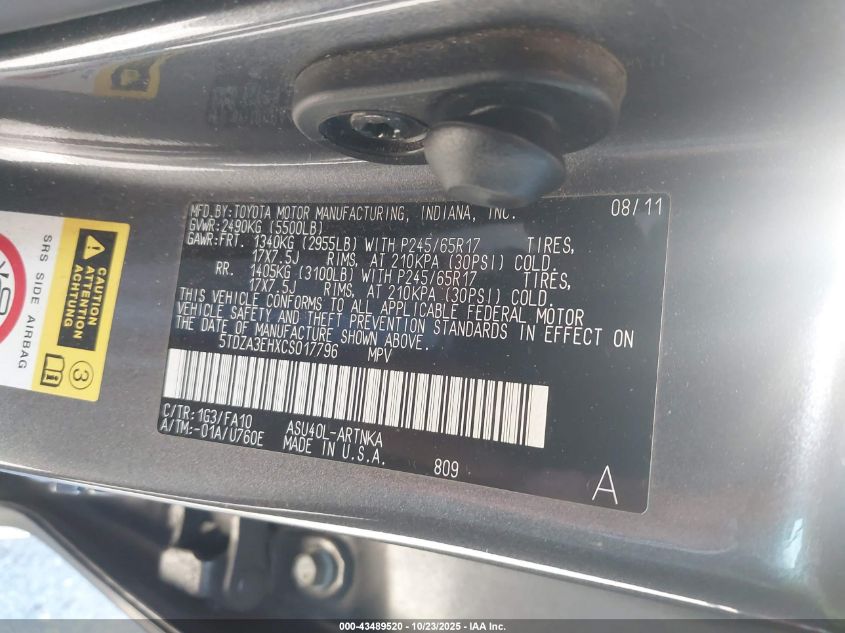 MFD.BY:TOYOTA MOTOR MANUFACTURING, INDIANA, INC. 08/11
GVWR:2490KG (5500LB)
GAWR:FRT. 1340KG (2955LB) WITH P245/65R17 TIRES,
17X7.5J RIMS, AT 210KPA (30PSI) COLD.
RR. 1405KG (3100LB) WITH P245/65R17 TIRES,
17X7.5J RIMS, AT 210KPA (30PSI) COLD.
THIS VEHICLE CONFORMS TO ALL APPLICABLE FEDERAL MOTOR
VEHICLE SAFETY AND THEFT PREVENTION STANDARDS IN EFFECT ON
THE DATE OF MANUFACTURE SHOWN ABOVE.
5TDZA3EHXCS017796 MPV
C/TR:1G3/FA10 ASU40L-ARTNKA
A/TM:-01A/U760E MADE IN U.S.A.
809
A
SRS SIDE AIRBAG
3
000-43489520 - 10/23/2025 - IAA Inc.